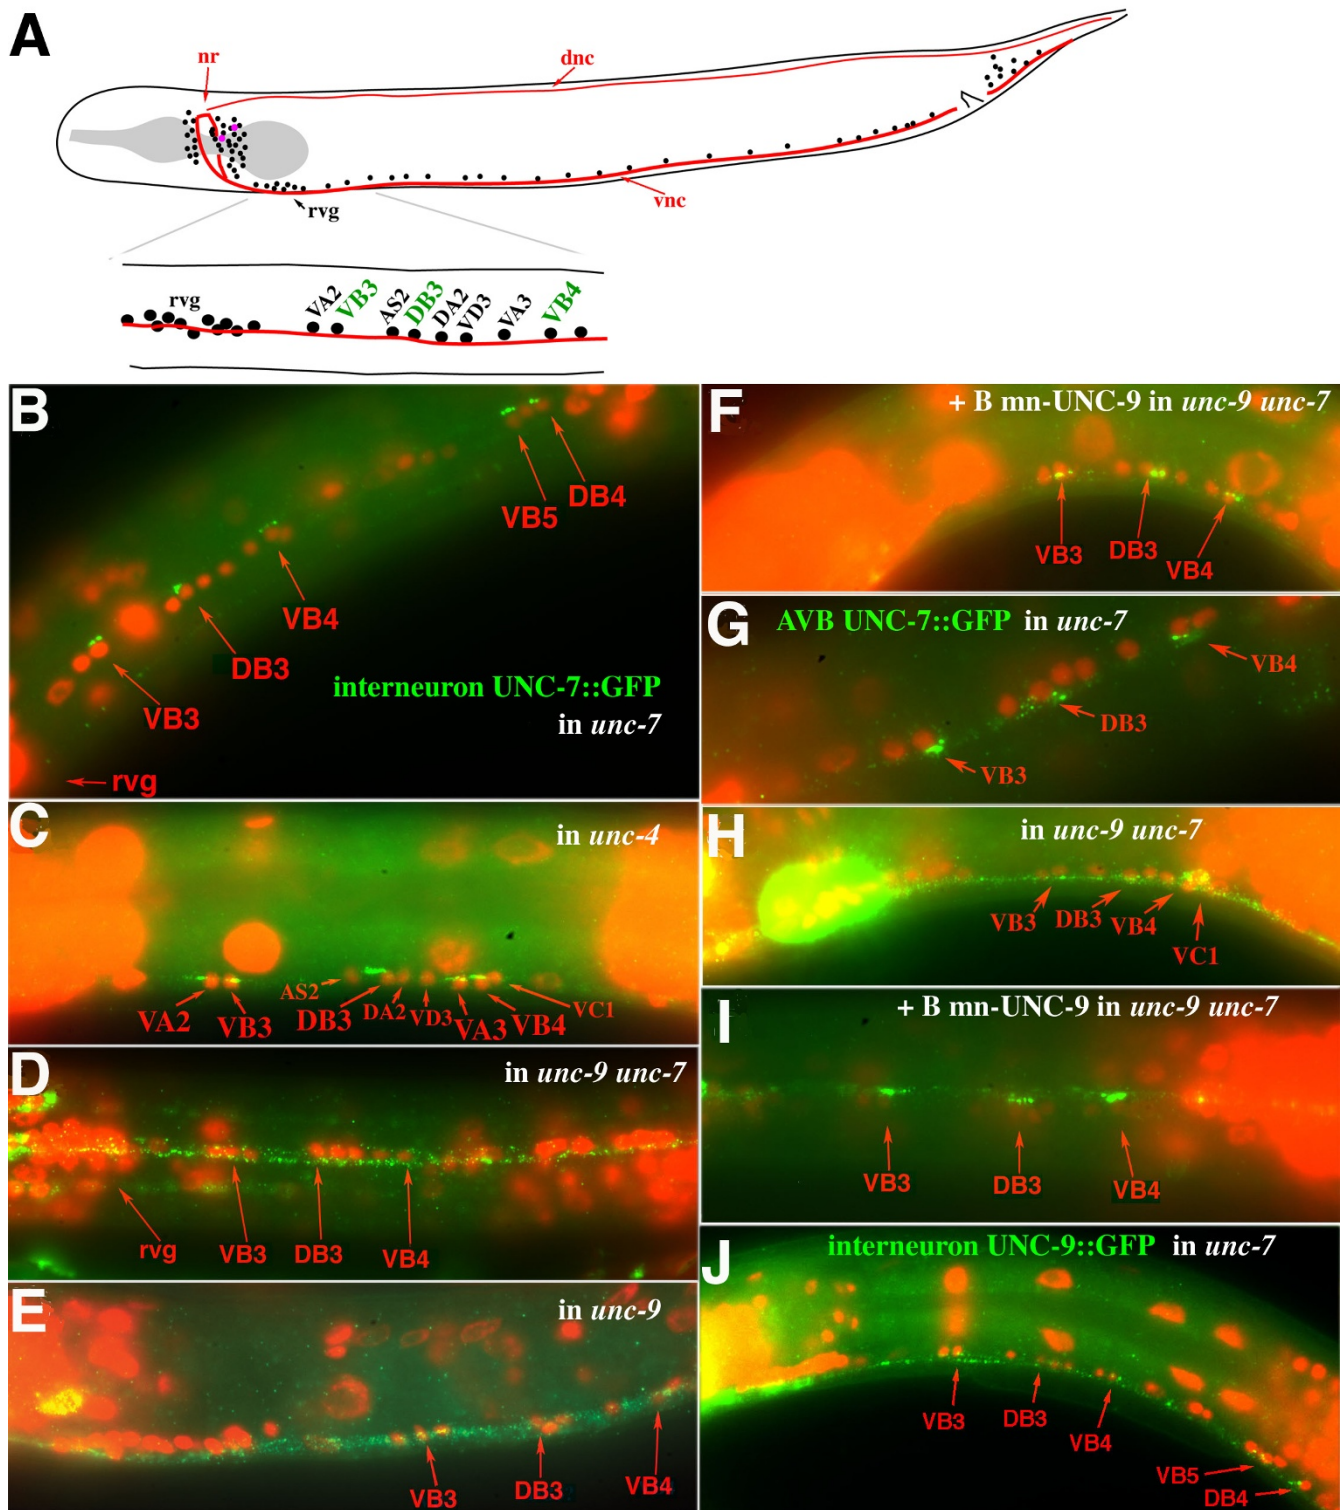 A
nr
dnc
rvg
vnc
rvg
VA2
VB3
AS2
DB3
DA2
VD3
VA3
VB4
B
VB5
DB4
VB4
DB3
VB3
interneuron UNC-7::GFP
in unc-7
rvg
C
in unc-4
VA2
VB3
AS2
DB3
DA2
VD3
VA3
VB4
VC1
D
in unc-9 unc-7
rvg
VB3
DB3
VB4
E
in unc-9
VB3
DB3
VB4
F
+ B mn-UNC-9 in unc-9 unc-7
VB3
DB3
VB4
G
AVB UNC-7::GFP in unc-7
VB4
DB3
VB3
H
in unc-9 unc-7
VB3
DB3
VB4
VC1
I
+ B mn-UNC-9 in unc-9 unc-7
VB3
DB3
VB4
J
interneuron UNC-9::GFP in unc-7
VB3
DB3
VB4
VB5
DB4